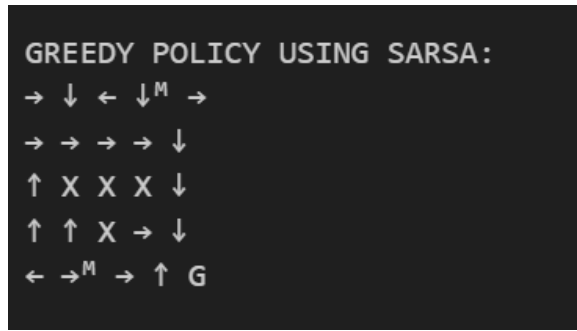 GREEDY POLICY USING SARSA:
→ ↓ ← ↓ᴹ →
→ → → → ↓
↑ X X X ↓
↑ ↑ X → ↓
← →ᴹ → ↑ G